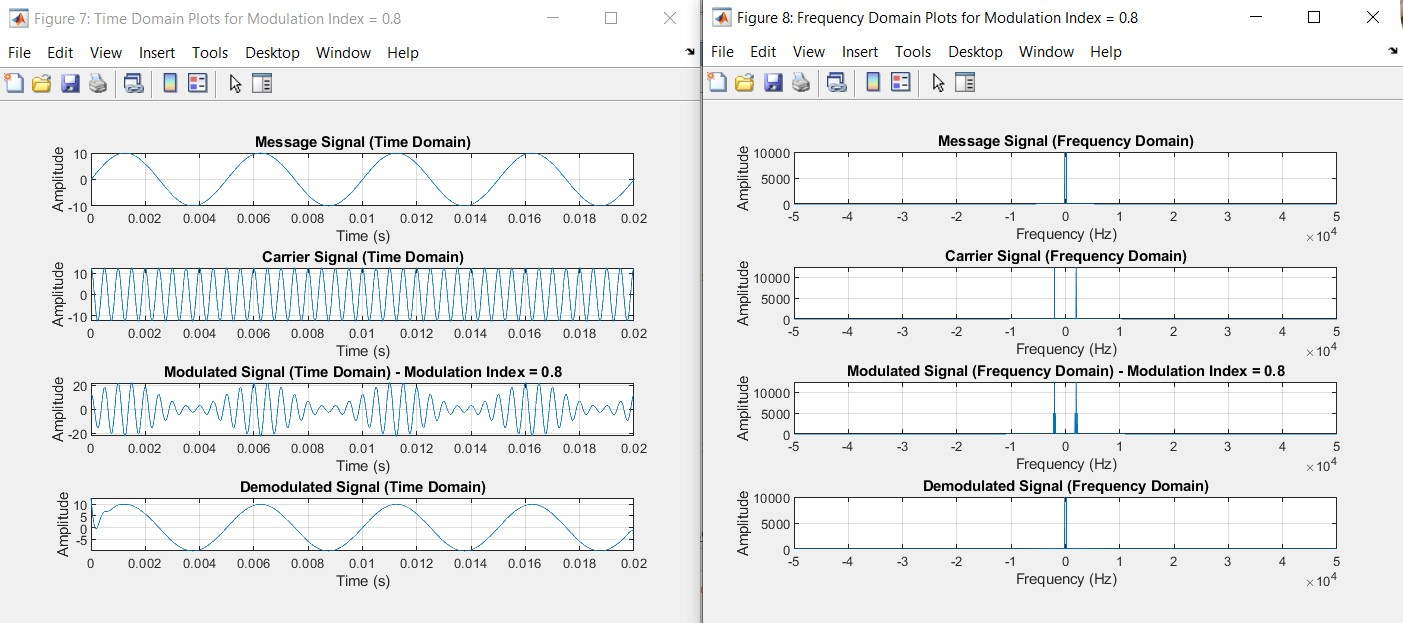 Figure 7: Time Domain Plots for Modulation Index = 0.8
File Edit View Insert Tools Desktop Window Help
Message Signal (Time Domain)
Amplitude
10
0
-10
0 0.002 0.004 0.006 0.008 0.01 0.012 0.014 0.016 0.018 0.02
Time (s)
Carrier Signal (Time Domain)
Amplitude
10
0
-10
0 0.002 0.004 0.006 0.008 0.01 0.012 0.014 0.016 0.018 0.02
Time (s)
Modulated Signal (Time Domain) - Modulation Index = 0.8
Amplitude
20
0
-20
0 0.002 0.004 0.006 0.008 0.01 0.012 0.014 0.016 0.018 0.02
Time (s)
Demodulated Signal (Time Domain)
Amplitude
10
5
0
-5
0 0.002 0.004 0.006 0.008 0.01 0.012 0.014 0.016 0.018 0.02
Time (s)
Figure 8: Frequency Domain Plots for Modulation Index = 0.8
File Edit View Insert Tools Desktop Window Help
Message Signal (Frequency Domain)
Amplitude
10000
5000
0
-5 -4 -3 -2 -1 0 1 2 3 4 5
Frequency (Hz)
×10⁴
Carrier Signal (Frequency Domain)
Amplitude
10000
5000
0
-5 -4 -3 -2 -1 0 1 2 3 4 5
Frequency (Hz)
×10⁴
Modulated Signal (Frequency Domain) - Modulation Index = 0.8
Amplitude
10000
5000
0
-5 -4 -3 -2 -1 0 1 2 3 4 5
Frequency (Hz)
×10⁴
Demodulated Signal (Frequency Domain)
Amplitude
10000
5000
0
-5 -4 -3 -2 -1 0 1 2 3 4 5
Frequency (Hz)
×10⁴